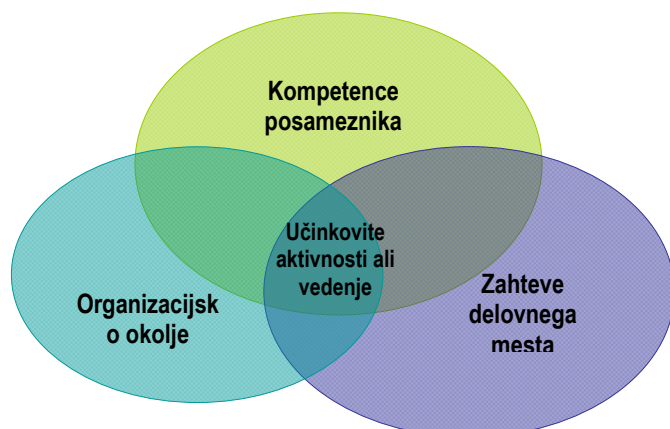 Kompetence
posameznika
Učinkovite
aktivnosti ali
vedenje
Organizacijsk
o okolje
Zahteve
delovnega
mesta